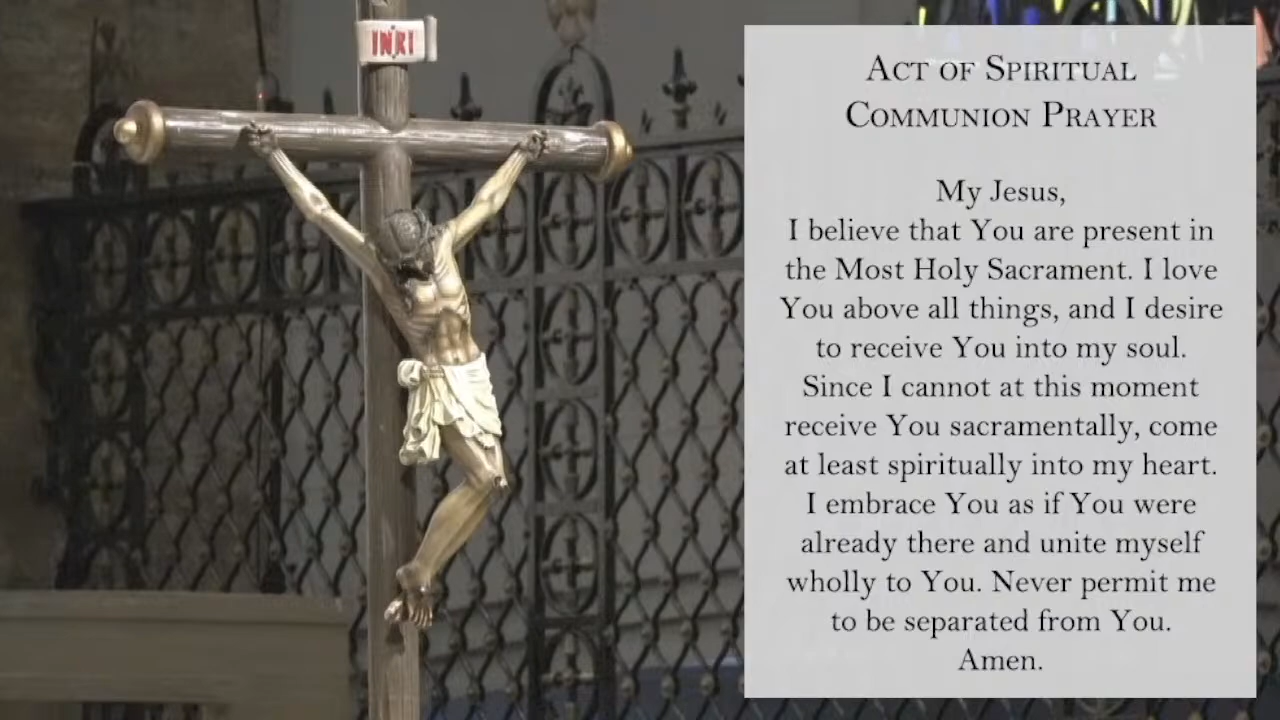 INRI
Act of Spiritual
Communion Prayer
My Jesus,
I believe that You are present in
the Most Holy Sacrament. I love
You above all things, and I desire
to receive You into my soul.
Since I cannot at this moment
receive You sacramentally, come
at least spiritually into my heart.
I embrace You as if You were
already there and unite myself
wholly to You. Never permit me
to be separated from You.
Amen.